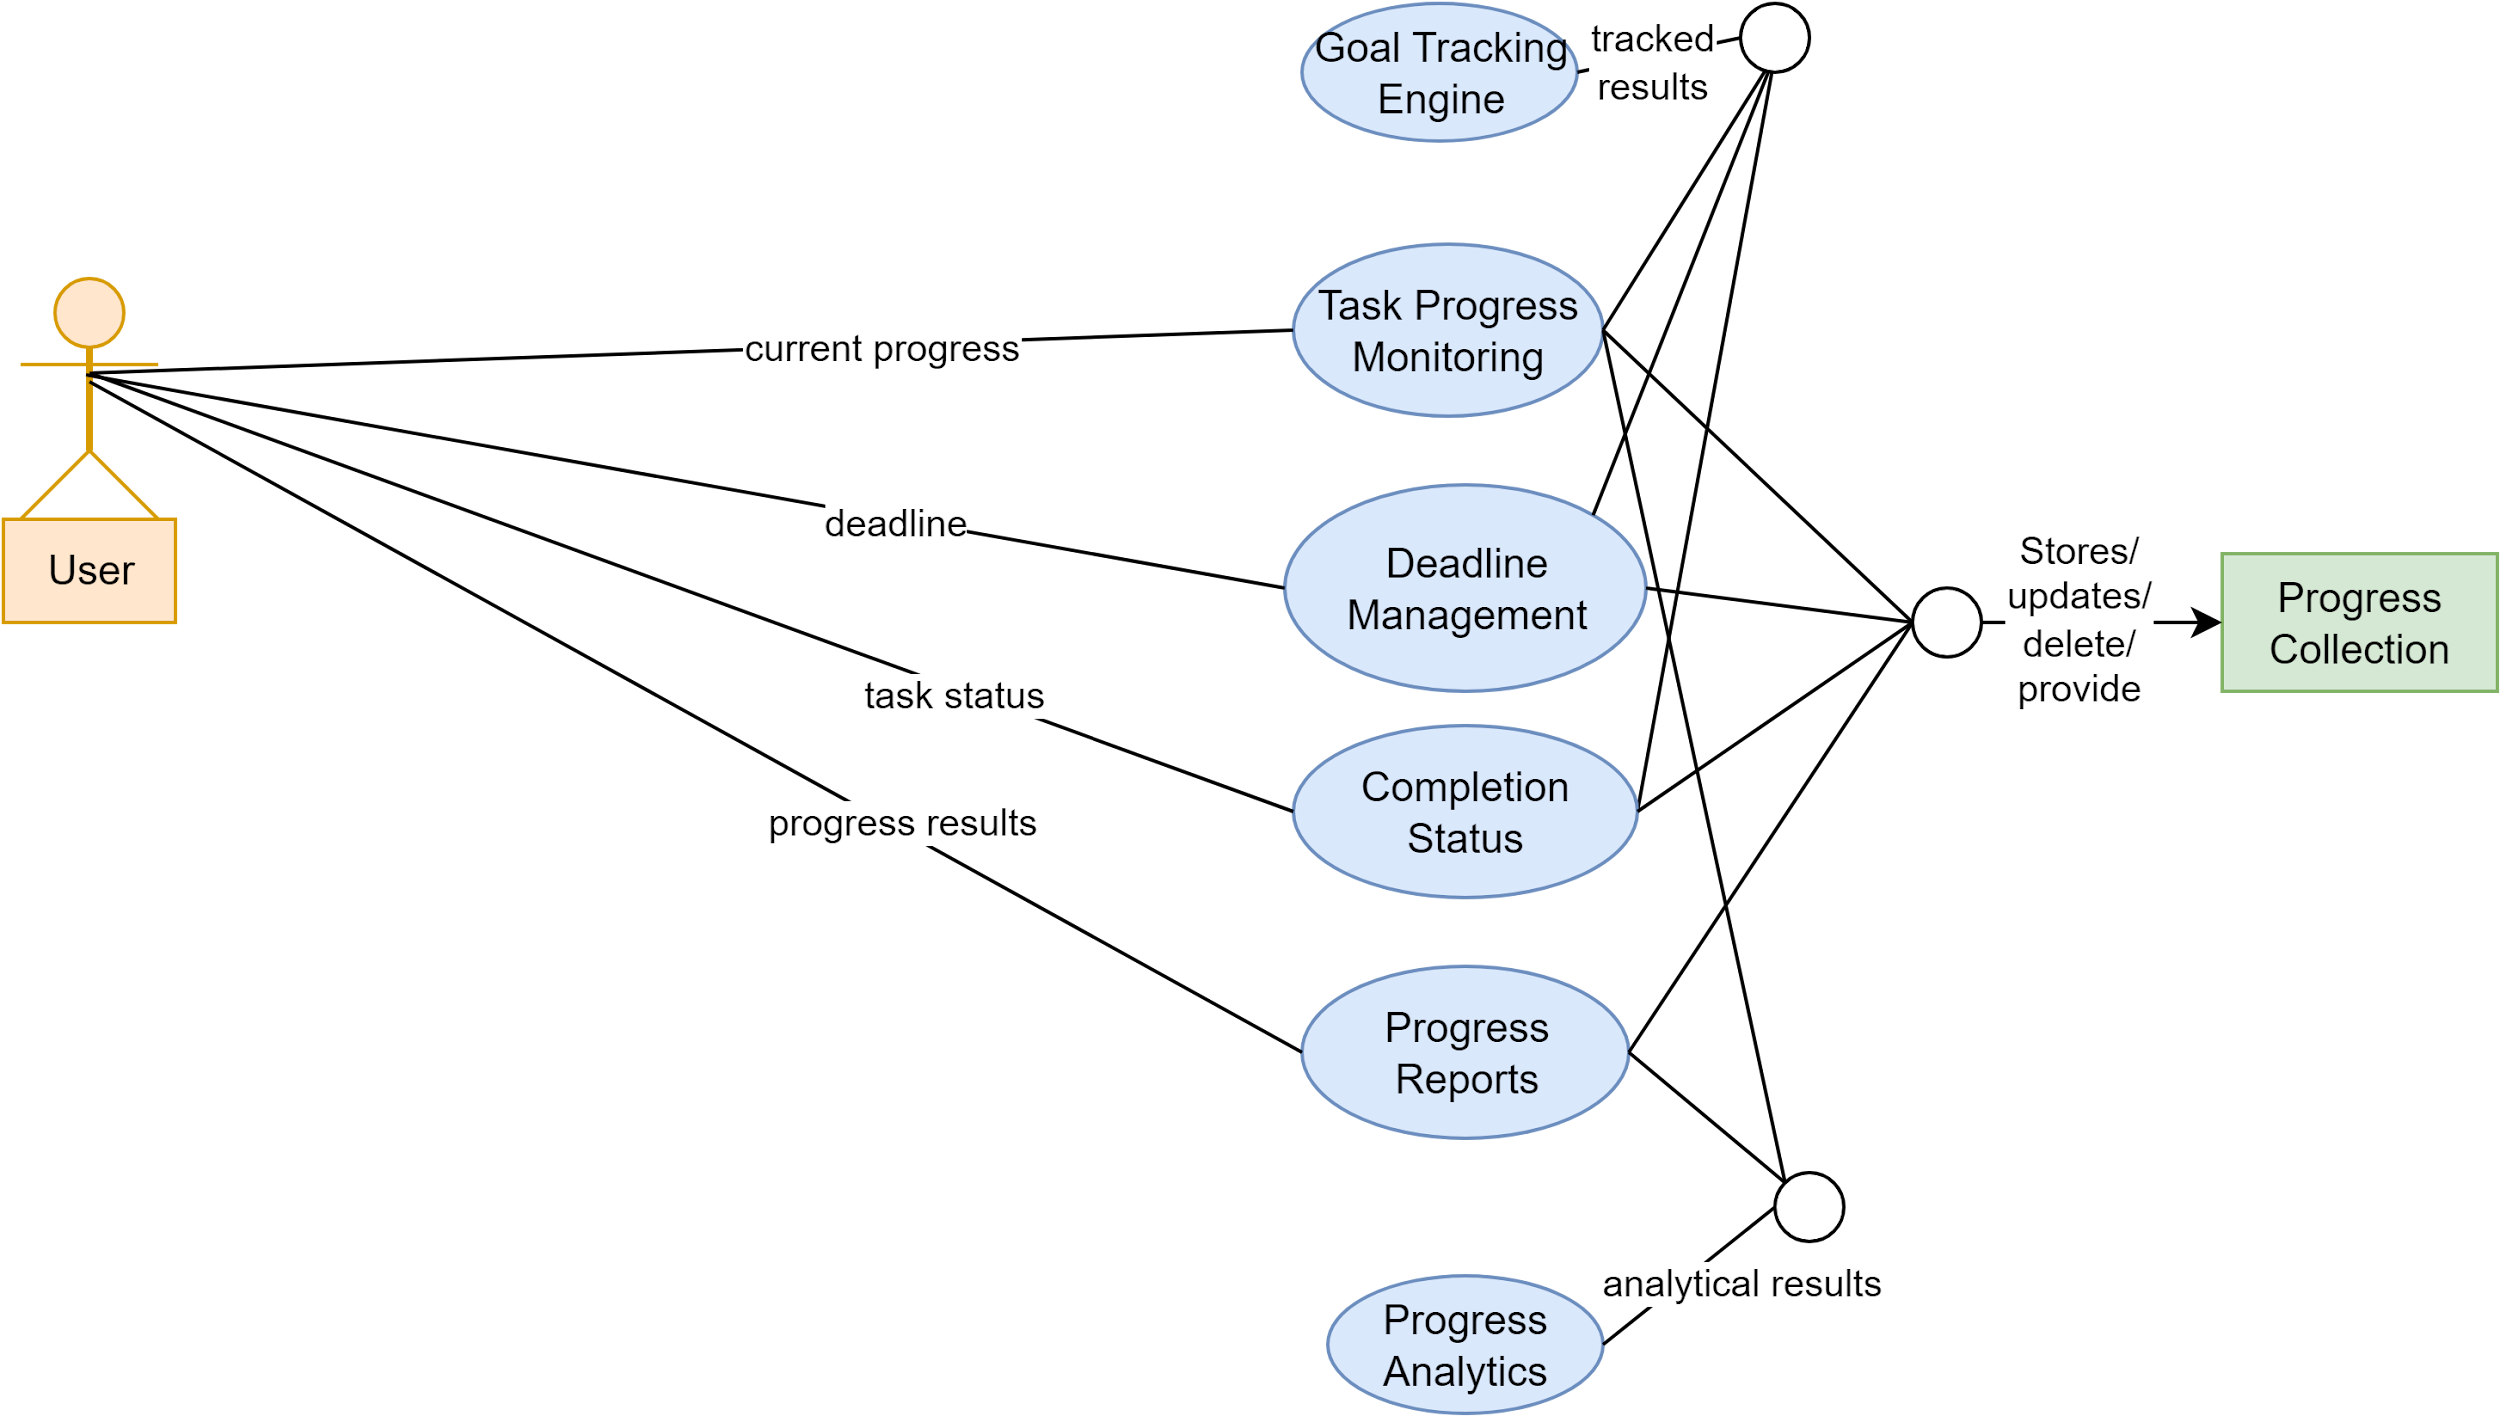 Goal Tracking
Engine
tracked
results
Task Progress
Monitoring
current progress
User
deadline
Deadline
Management
Stores/
updates/
delete/
provide
Progress
Collection
task status
Completion
Status
progress results
Progress
Reports
analytical results
Progress
Analytics